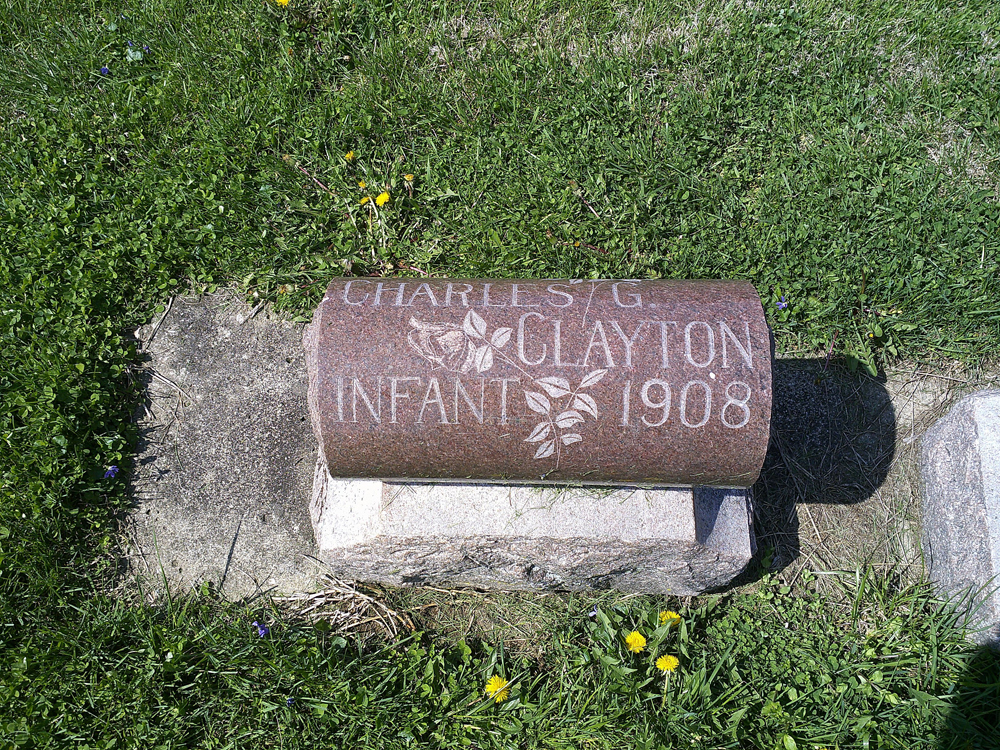 CHARLES G.
CLAYTON
INFANT 1908